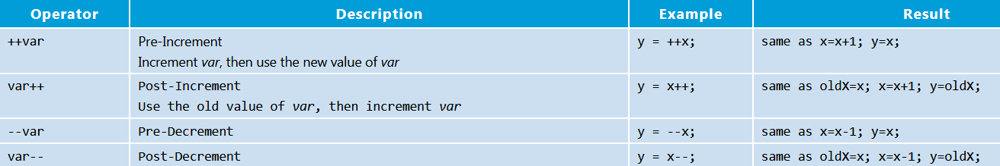 Operator Description Example Result
++var Pre-Increment y = ++x; same as x=x+1; y=x;
Increment var, then use the new value of var
var++ Post-Increment y = x++; same as oldX=x; x=x+1; y=oldX;
Use the old value of var, then increment var
--var Pre-Decrement y = --x; same as x=x-1; y=x;
var-- Post-Decrement y = x--; same as oldX=x; x=x-1; y=oldX;